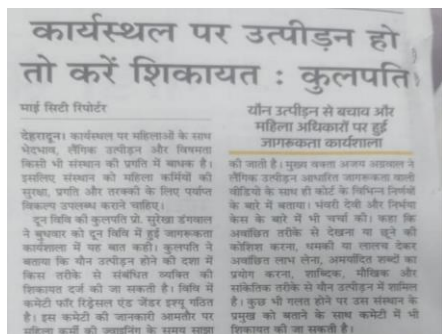 कार्यस्थल पर उत्पीड़न हो
तो करें शिकायत : कुलपति
माई सिटी रिपोर्टर
देहरादून। कार्यस्थल पर महिलाओं के साथ
भेदभाव, लैंगिक उत्पीड़न और विषमता
किसी भी संस्थान की प्रगति में बाधक है।
इसलिए संस्थान को महिला कर्मियों की
सुरक्षा, प्रगति और तरक्की के लिए पर्याप्त
विकल्प उपलब्ध कराने चाहिए।
दून विवि की कुलपति प्रो. सुरेखा डंगवाल
ने बुधवार को दून विवि में हुई जागरूकता
कार्यशाला में यह बात कही। कुलपति ने
बताया कि यौन उत्पीड़न होने की दशा में
किस तरीके से संबंधित व्यक्ति की
शिकायत दर्ज की जा सकती है। विवि में
कमेटी फॉर रिड्रेसल एंड जेंडर इश्यू गठित
है। इस कमेटी की जानकारी आमतौर पर
महिला कर्मी की ज्वाइनिंग के समय साझा
यौन उत्पीड़न से बचाव और
महिला अधिकारों पर हुई
जागरूकता कार्यशाला
की जाती है। मुख्य वक्ता अजय अग्रवाल ने
लैंगिक उत्पीड़न आधारित जागरूकता वाली
वीडियो के साथ ही कोर्ट के विभिन्न निर्णयों
के बारे में बताया। भंवरी देवी और निर्भया
केस के बारे में भी चर्चा की। कहा कि
अवांछित तरीके से देखना या छूने की
कोशिश करना, धमकी या लालच देकर
अवांछित लाभ लेना, अमर्यादित शब्दों का
प्रयोग करना, शाब्दिक, मौखिक और
सांकेतिक तरीके से यौन उत्पीड़न में शामिल
है। कुछ भी गलत होने पर उस संस्थान के
प्रमुख को बताने के साथ कमेटी में भी
शिकायत की जा सकती है।